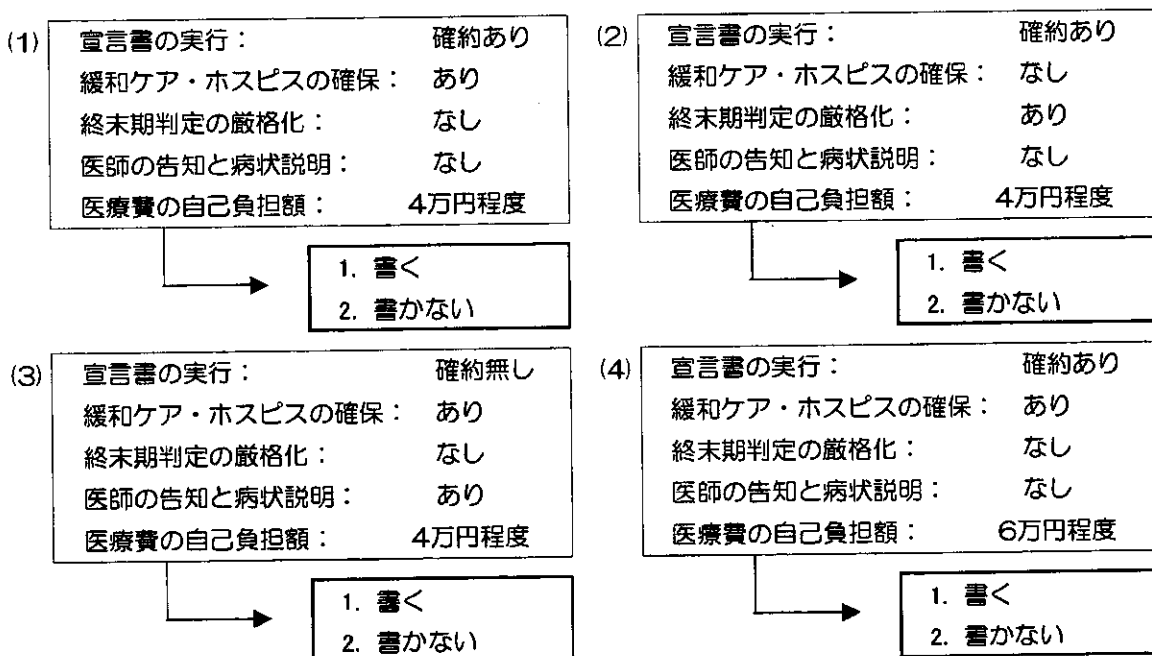 (1)
宣言書の実行： 確約あり
緩和ケア・ホスピスの確保： あり
終末期判定の厳格化： なし
医師の告知と病状説明： なし
医療費の自己負担額： 4万円程度
1. 書く
2. 書かない
(2)
宣言書の実行： 確約あり
緩和ケア・ホスピスの確保： なし
終末期判定の厳格化： あり
医師の告知と病状説明： なし
医療費の自己負担額： 4万円程度
1. 書く
2. 書かない
(3)
宣言書の実行： 確約無し
緩和ケア・ホスピスの確保： あり
終末期判定の厳格化： なし
医師の告知と病状説明： あり
医療費の自己負担額： 4万円程度
1. 書く
2. 書かない
(4)
宣言書の実行： 確約あり
緩和ケア・ホスピスの確保： あり
終末期判定の厳格化： なし
医師の告知と病状説明： なし
医療費の自己負担額： 6万円程度
1. 書く
2. 書かない